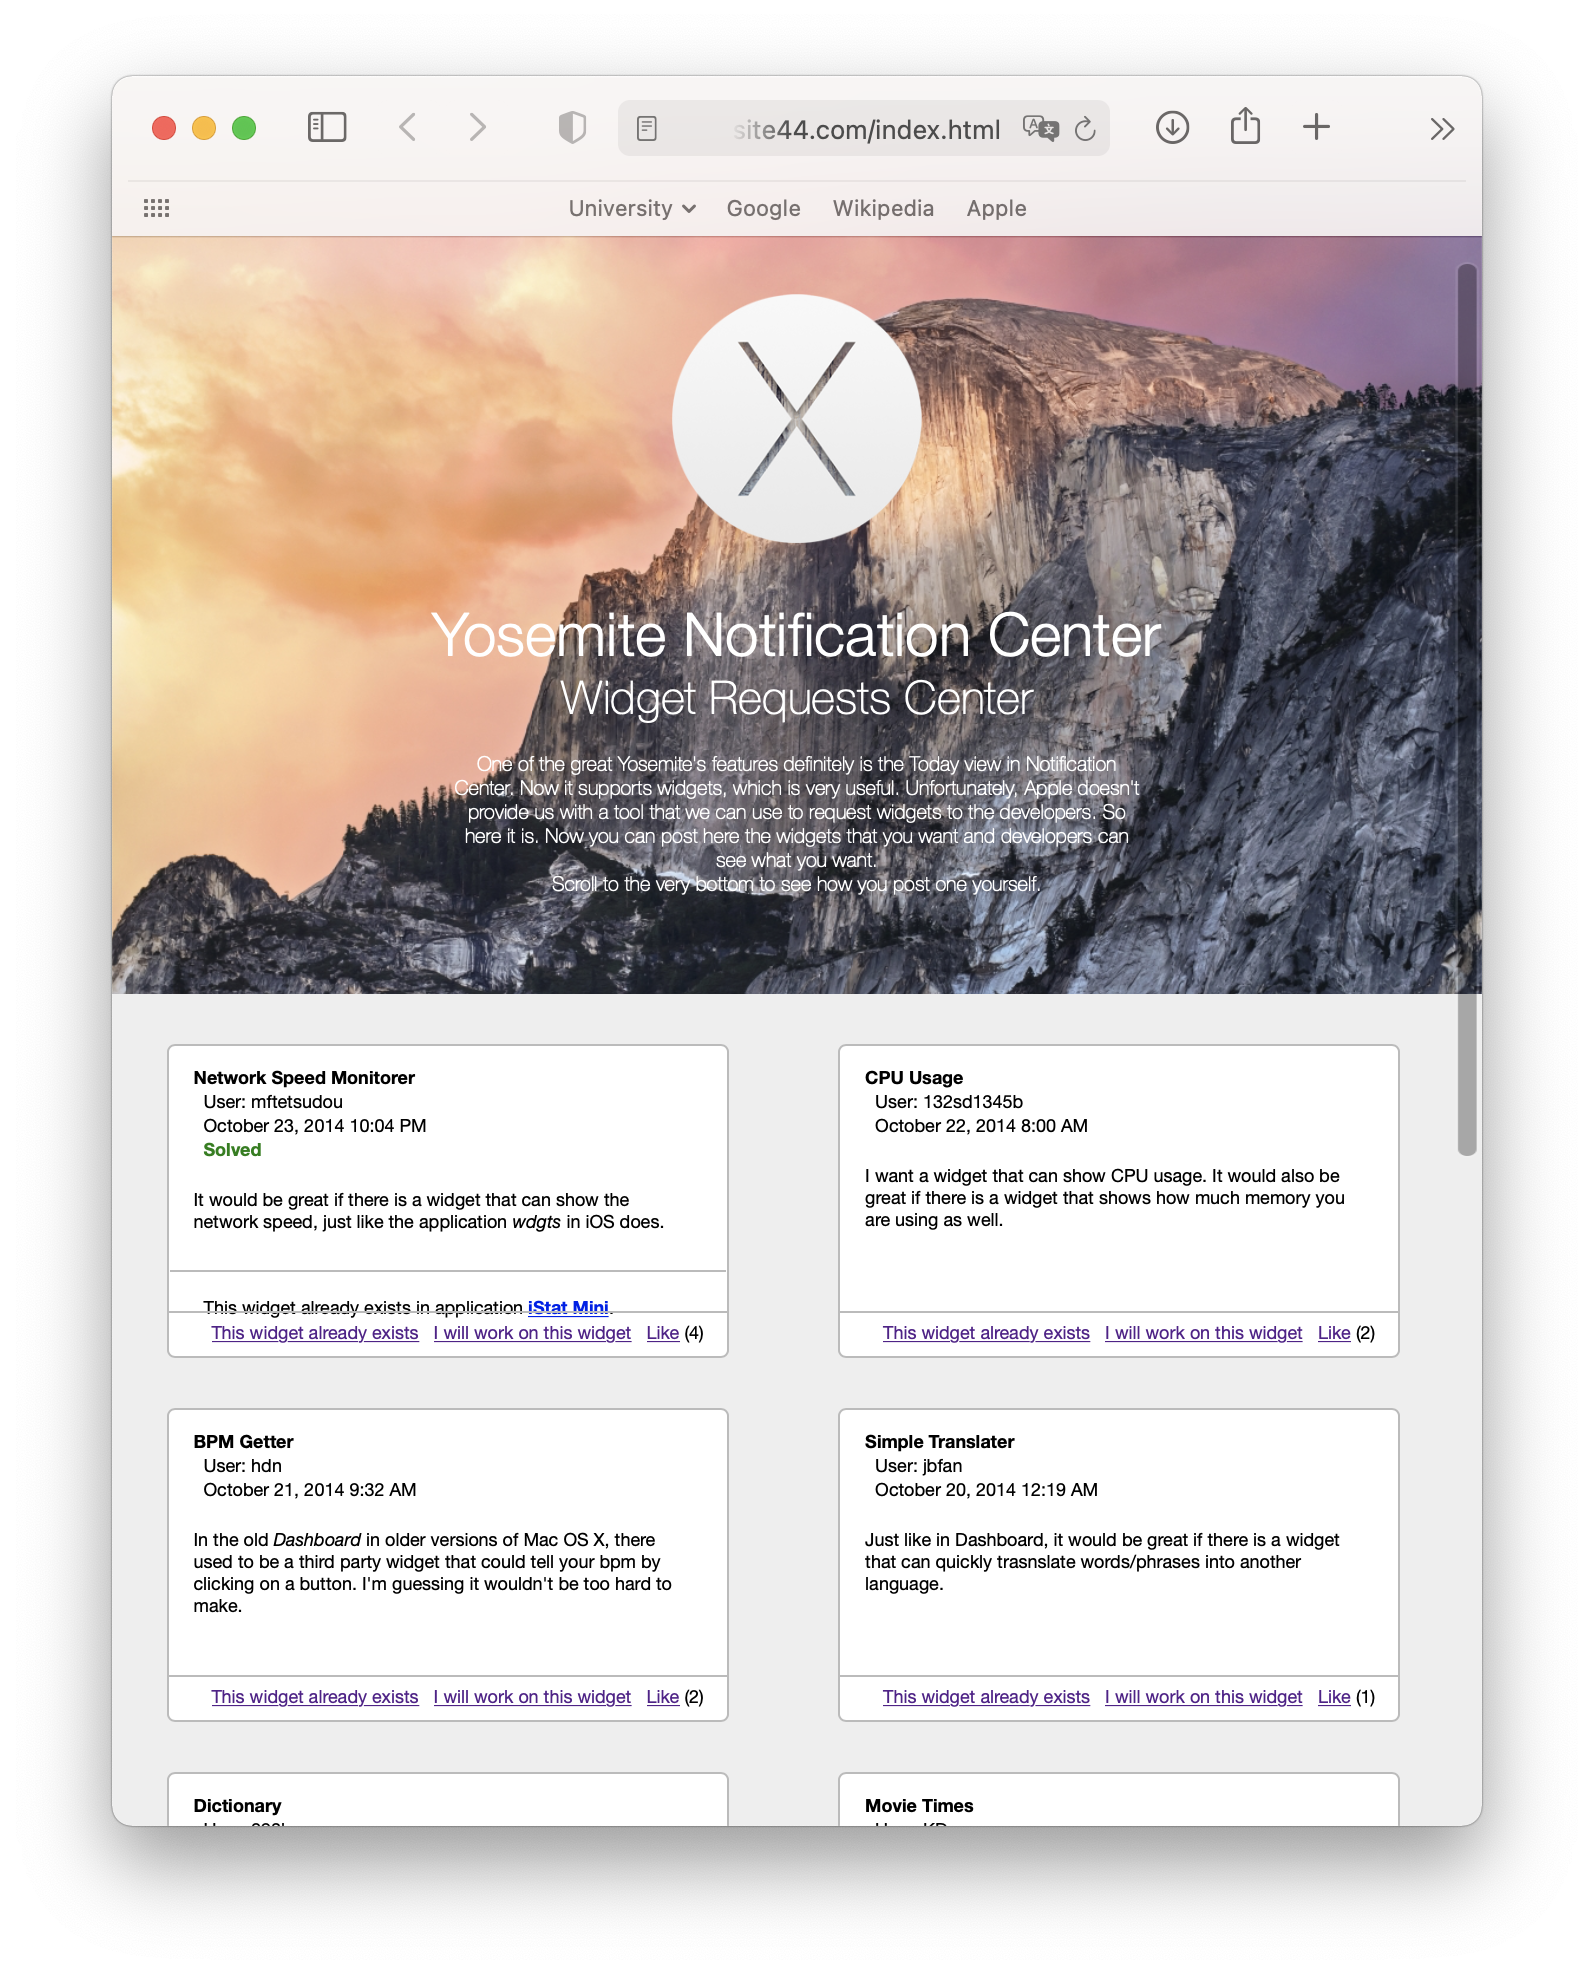 site44.com/index.html
University
Google
Wikipedia
Apple
X
Yosemite Notification Center
Widget Requests Center
One of the great Yosemite's features definitely is the Today view in Notification
Center. Now it supports widgets, which is very useful. Unfortunately, Apple doesn't
provide us with a tool that we can use to request widgets to the developers. So
here it is. Now you can post here the widgets that you want and developers can
see what you want.
Scroll to the very bottom to see how you post one yourself.
Network Speed Monitorer
User: mftetsudou
October 23, 2014 10:04 PM
Solved
It would be great if there is a widget that can show the
network speed, just like the application wdgts in iOS does.
This widget already exists in application iStat Mini.
This widget already exists I will work on this widget Like (4)
CPU Usage
User: 132sd1345b
October 22, 2014 8:00 AM
I want a widget that can show CPU usage. It would also be
great if there is a widget that shows how much memory you
are using as well.
This widget already exists I will work on this widget Like (2)
BPM Getter
User: hdn
October 21, 2014 9:32 AM
In the old Dashboard in older versions of Mac OS X, there
used to be a third party widget that could tell your bpm by
clicking on a button. I'm guessing it wouldn't be too hard to
make.
This widget already exists I will work on this widget Like (2)
Simple Translater
User: jbfan
October 20, 2014 12:19 AM
Just like in Dashboard, it would be great if there is a widget
that can quickly trasnslate words/phrases into another
language.
This widget already exists I will work on this widget Like (1)
Dictionary
Movie Times